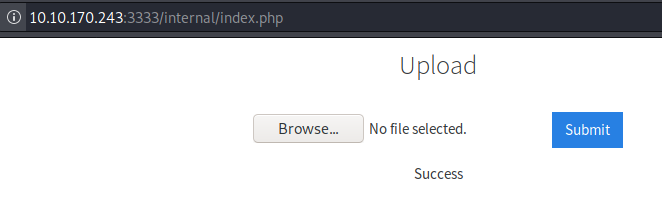 10.10.170.243:3333/internal/index.php
Upload
Browse... No file selected. Submit
Success